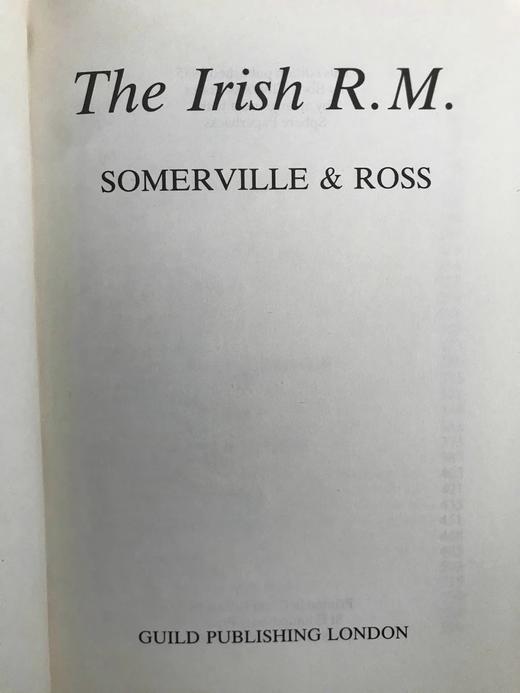 The Irish R.M.
SOMERVILLE & ROSS
GUILD PUBLISHING LONDON